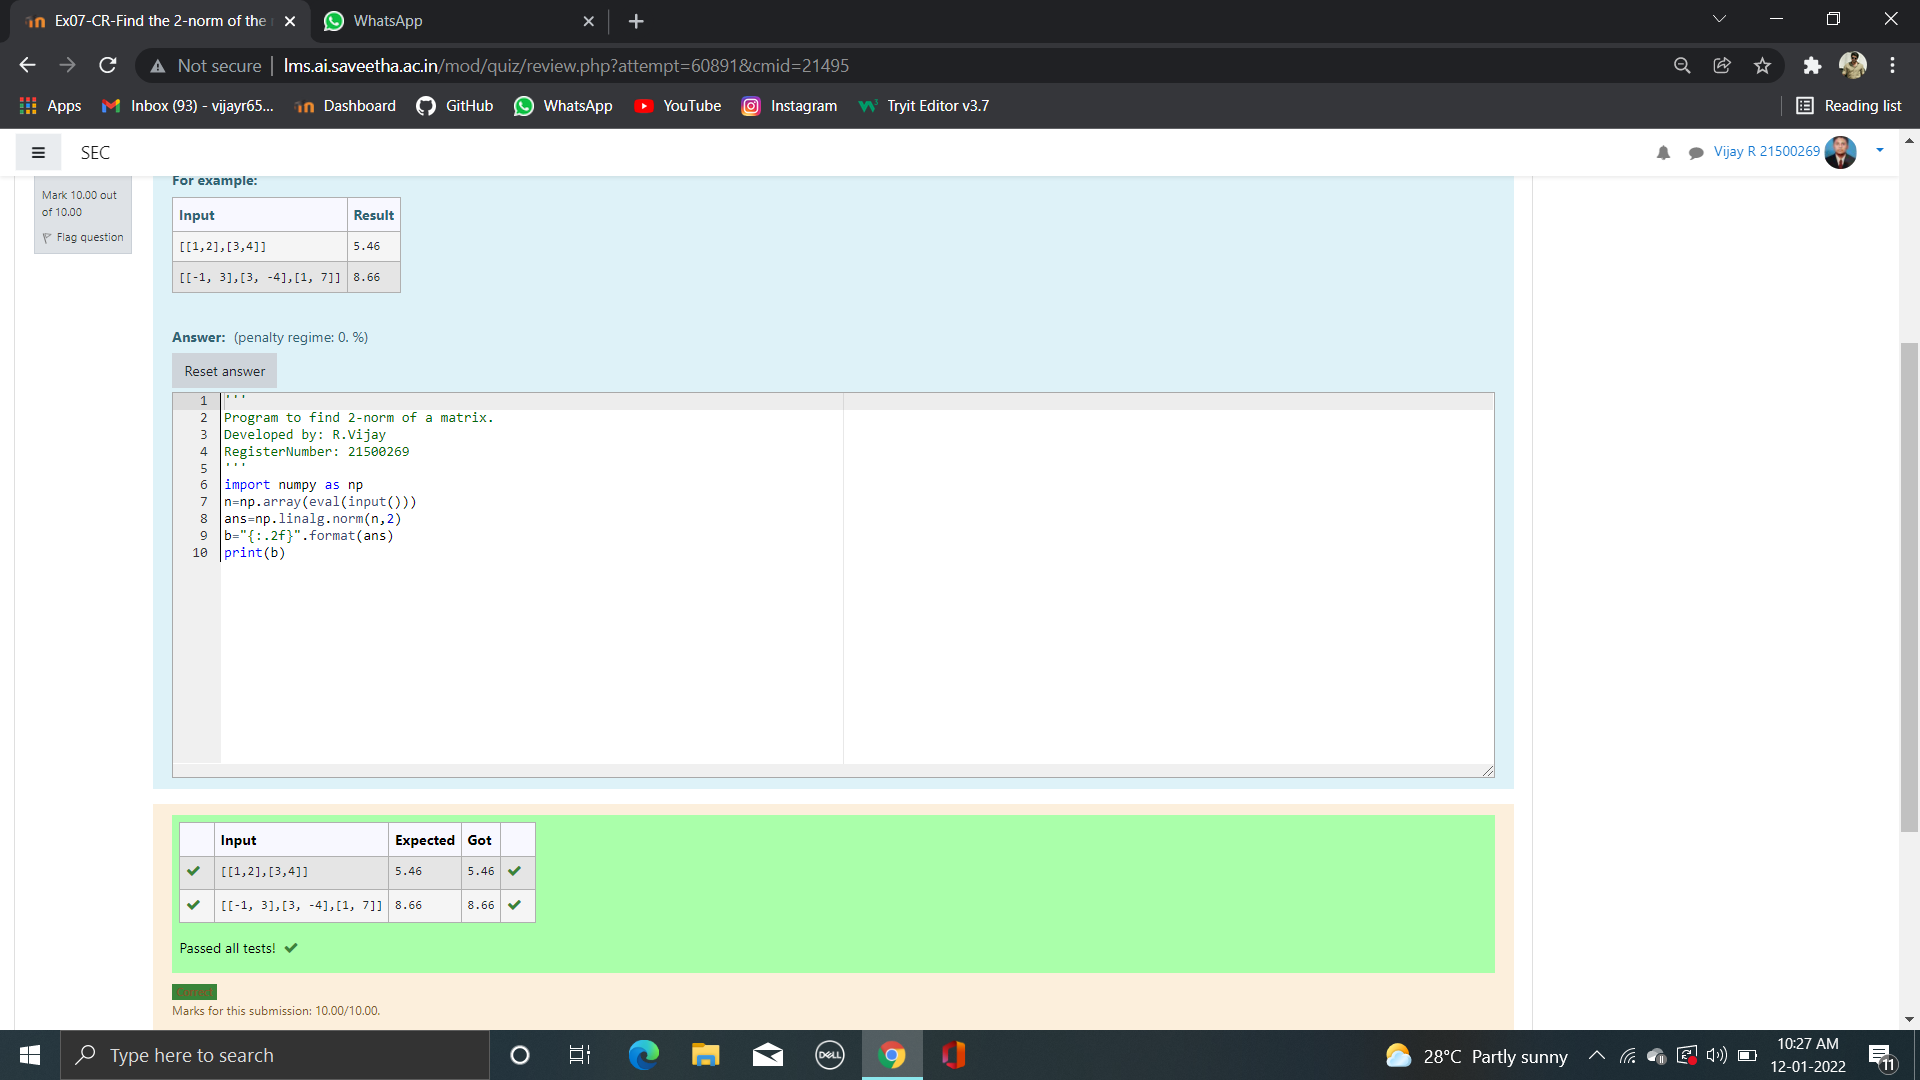 Ex07-CR-Find the 2-norm of the
WhatsApp
Not secure | lms.ai.saveetha.ac.in/mod/quiz/review.php?attempt=60891&cmid=21495
Apps
Inbox (93) - vijayr65...
Dashboard
GitHub
WhatsApp
YouTube
Instagram
Tryit Editor v3.7
Reading list
SEC
Vijay R 21500269
Mark 10.00 out
of 10.00
Flag question
For example:
Input Result
[[1,2],[3,4]] 5.46
[[-1, 3],[3, -4],[1, 7]] 8.66
Answer: (penalty regime: 0. %)
Reset answer
1 '''
2 Program to find 2-norm of a matrix.
3 Developed by: R.Vijay
4 RegisterNumber: 21500269
5 '''
6 import numpy as np
7 n=np.array(eval(input()))
8 ans=np.linalg.norm(n,2)
9 b="{:.2f}".format(ans)
10 print(b)
Input Expected Got
[[1,2],[3,4]] 5.46 5.46
[[-1, 3],[3, -4],[1, 7]] 8.66 8.66
Passed all tests!
Correct
Marks for this submission: 10.00/10.00.
Type here to search
DELL
28°C Partly sunny
10:27 AM
12-01-2022
11